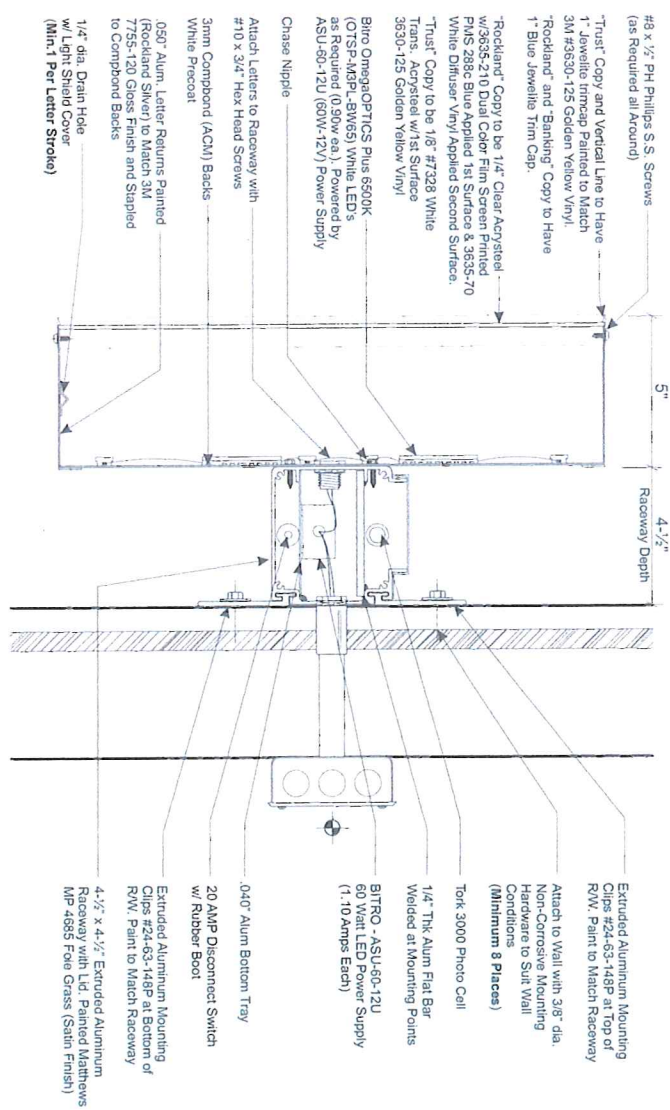 #8 x ½" PH Phillips S.S. Screws
(as Required all Around)
"Trust" Copy and Vertical Line to Have
1" Jewelite trimcap Painted to Match
3M #3630-125 Golden Yellow Vinyl.
"Rockland" and "Banking" Copy to Have
1" Blue Jewelite Trim Cap.
"Rockland" Copy to be 1/4" Clear Acrysteel
w/3635-210 Dual Color Film Screen Printed
PMS 288c Blue Applied 1st Surface & 3635-70
White Diffuser Vinyl Applied Second Surface.
"Trust" Copy to be 1/8" #7328 White
Trans. Acrysteel w/1st Surface
3630-125 Golden Yellow Vinyl
Bitro OmegaOPTICS Plus 6500K
(OTSP-M3PL-BW65) White LED's
as Required (0.90w ea.). Powered by
ASU-60-12U (60W-12V) Power Supply
Chase Nipple
Attach Letters to Raceway with
#10 x 3/4" Hex Head Screws
3mm Compbond (ACM) Backs
White Precoat
.050" Alum. Letter Returns Painted
(Rockland Silver) to Match 3M
7755-120 Gloss Finish and Stapled
to Compbond Backs
1/4" dia. Drain Hole
w/ Light Shield Cover
(Min.1 Per Letter Stroke)
5"
4-½"
Raceway Depth
Extruded Aluminum Mounting
Clips #24-63-148P at Top of
R/W. Paint to Match Raceway
Attach to Wall with 3/8" dia.
Non-Corrosive Mounting
Hardware to Suit Wall
Conditions
(Minimum 8 Places)
Tork 3000 Photo Cell
1/4" Thk Alum Flat Bar
Welded at Mounting Points
BITRO - ASU-60-12U
60 Watt LED Power Supply
(1.10 Amps Each)
.040" Alum Bottom Tray
20 AMP Disconnect Switch
w/ Rubber Boot
Extruded Aluminum Mounting
Clips #24-63-148P at Bottom of
R/W. Paint to Match Raceway
4-½" x 4-½" Extruded Aluminum
Raceway with Lid. Painted Matthews
MP 4685 Foie Grass (Satin Finish)